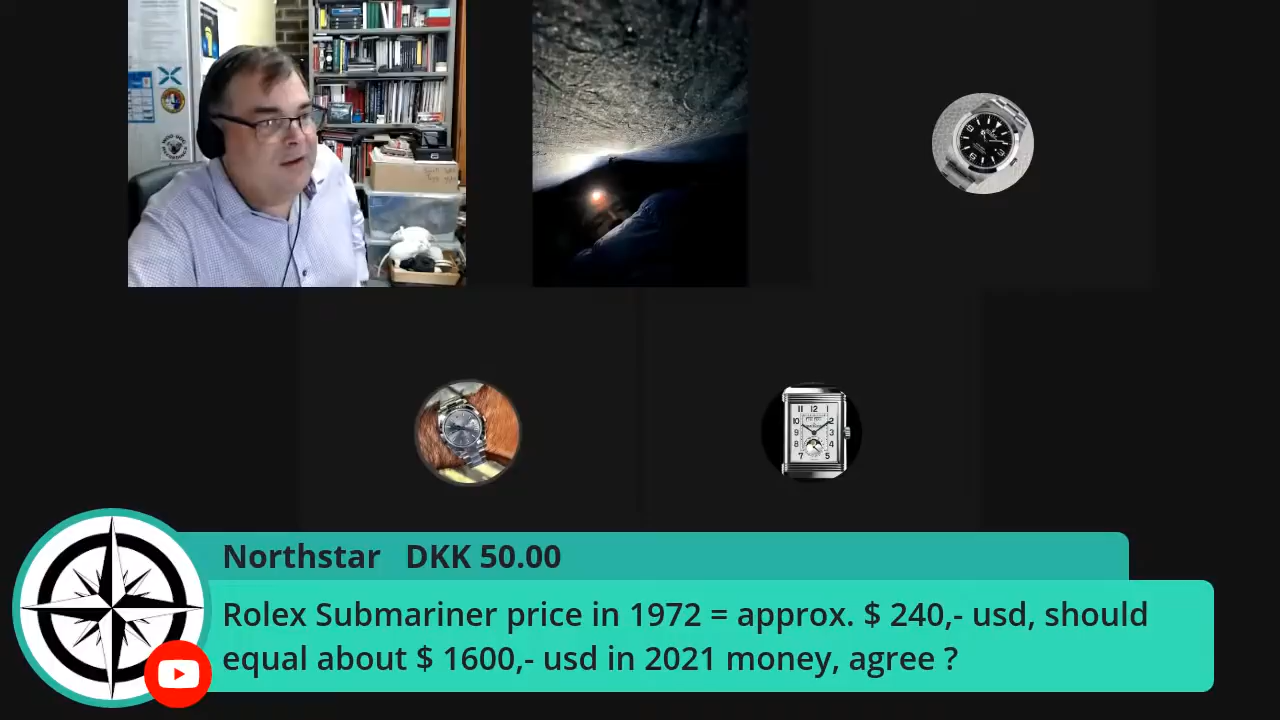 Northstar DKK 50.00
Rolex Submariner price in 1972 = approx. $ 240,- usd, should
equal about $ 1600,- usd in 2021 money, agree ?